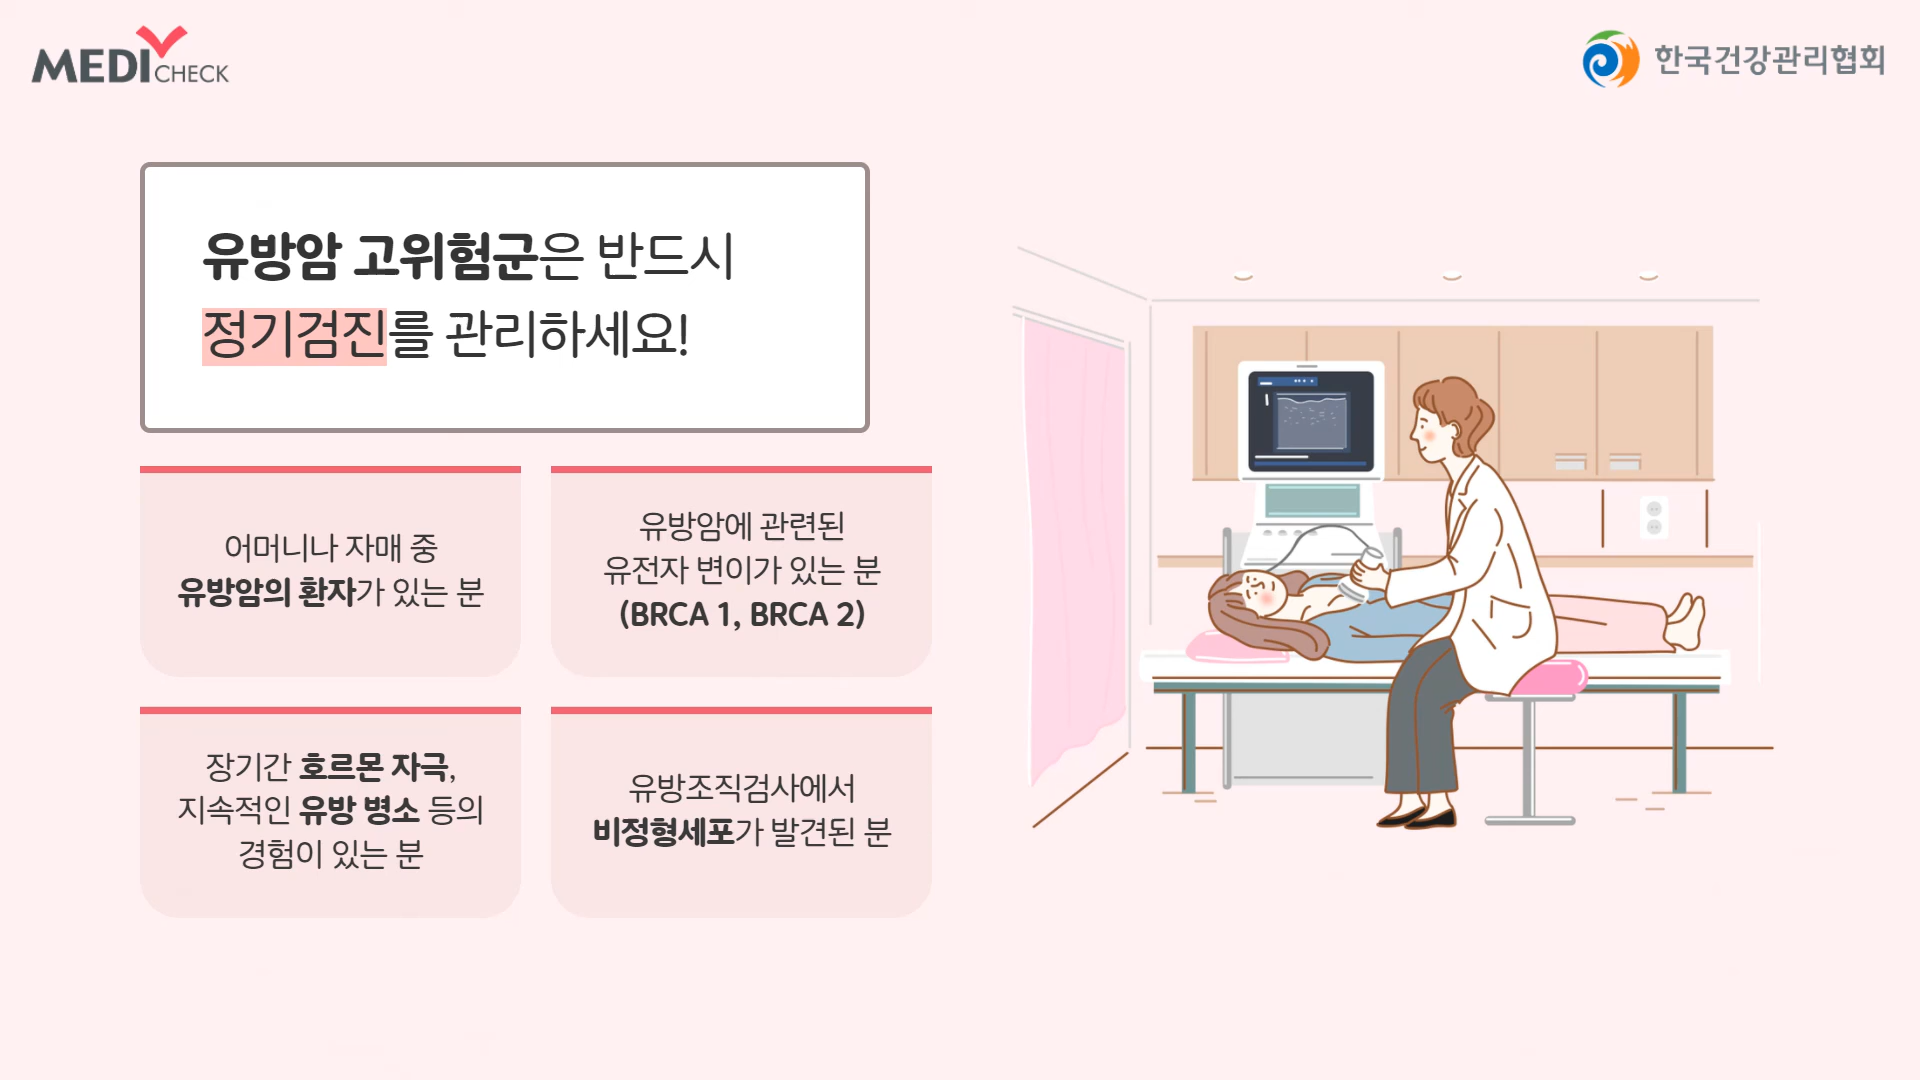 MEDI CHECK
한국건강관리협회
유방암 고위험군은 반드시
정기검진를 관리하세요!
어머니나 자매 중
유방암의 환자가 있는 분
유방암에 관련된
유전자 변이가 있는 분
(BRCA 1, BRCA 2)
장기간 호르몬 자극,
지속적인 유방 병소 등의
경험이 있는 분
유방조직검사에서
비정형세포가 발견된 분